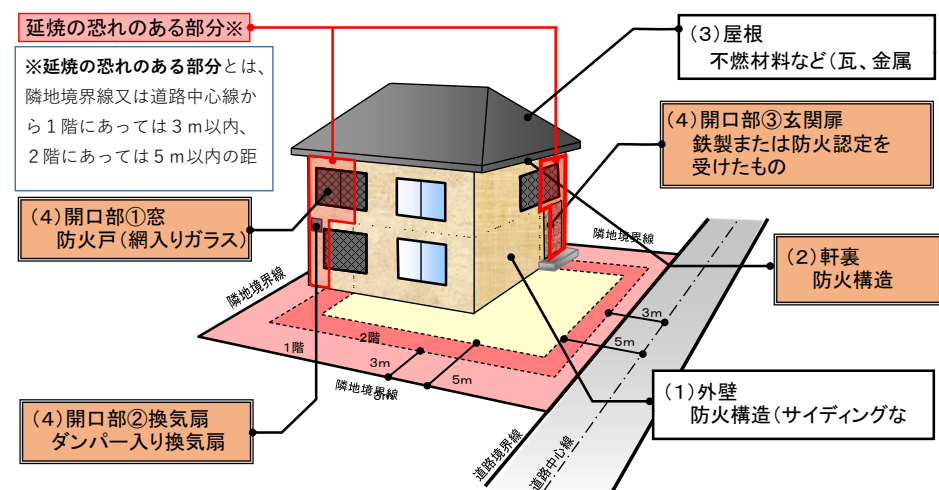 延焼の恐れのある部分※
※延焼の恐れのある部分とは、
隣地境界線又は道路中心線か
ら１階にあっては３ｍ以内、
２階にあっては５ｍ以内の距
(３)屋根
不燃材料など(瓦、金属
(４)開口部③玄関扉
鉄製または防火認定を
受けたもの
(４)開口部①窓
防火戸(網入りガラス)
(２)軒裏
防火構造
(１)外壁
防火構造(サイディングな
(４)開口部②換気扇
ダンパー入り換気扇
隣地境界線
隣地境界線
隣地境界線
1階
2階
3m
5m
3m
5m
道路境界線
道路中心線